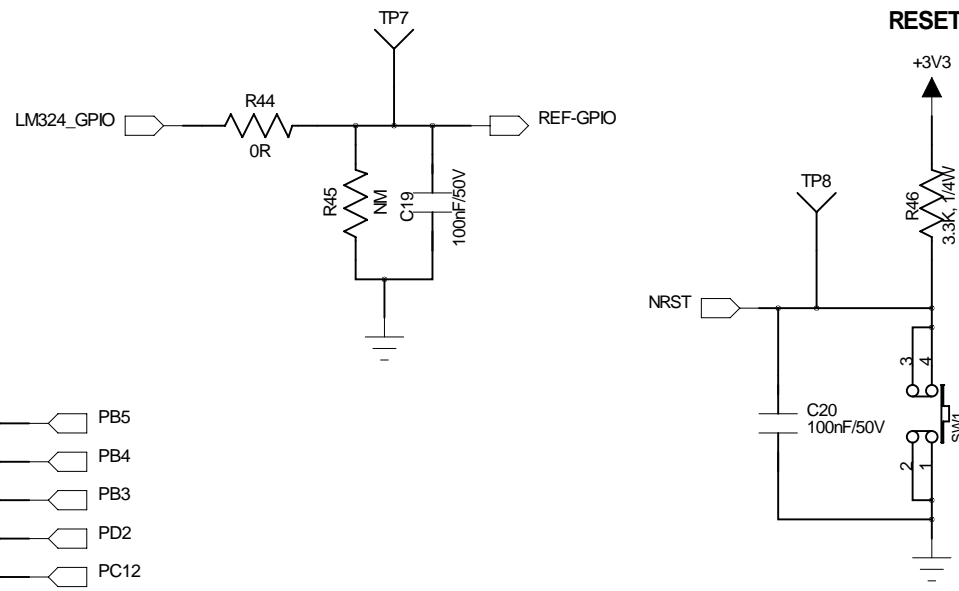 TP7
RESET
+3V3
R44
LM324_GPIO
REF-GPIO
0R
R45
NM
C19
100nF/50V
TP8
R46
3.3K, 1/4W
NRST
3
4
C20
100nF/50V
SW1
2
1
PB5
PB4
PB3
PD2
PC12